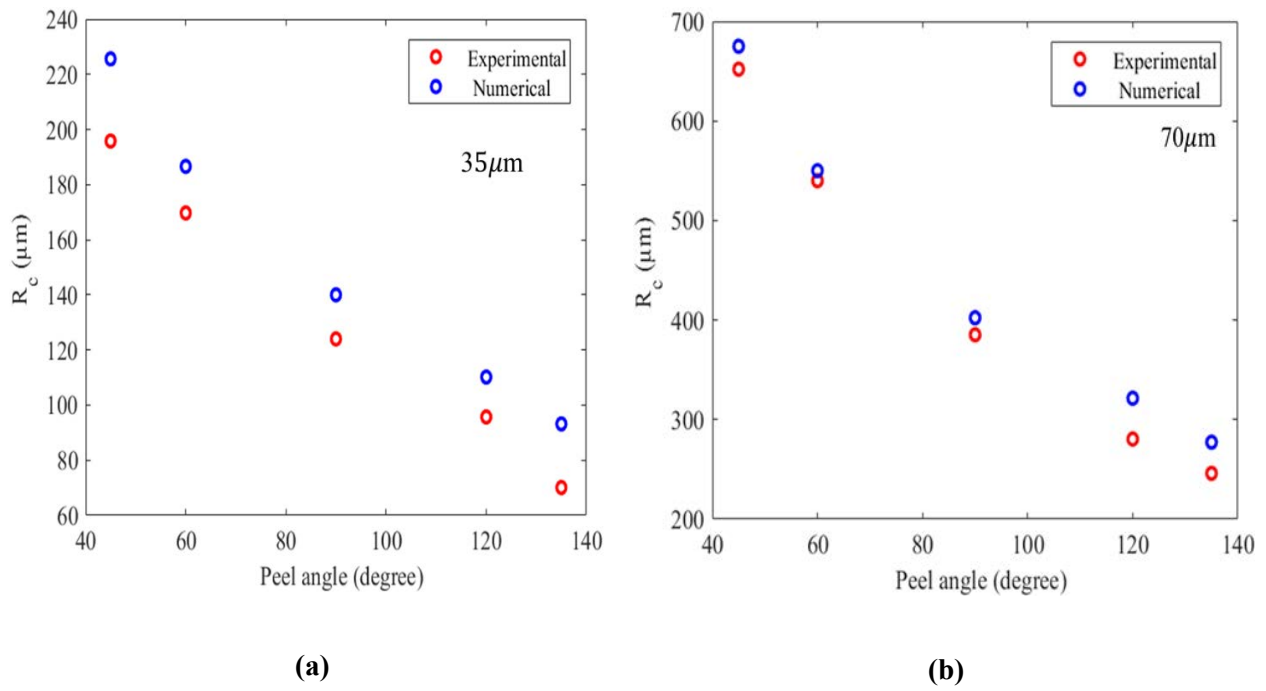 240
220
200
180
160
140
120
100
80
60
R_c (μm)
40 60 80 100 120 140
Peel angle (degree)
Experimental
Numerical
35μm
(a)
700
600
500
400
300
200
R_c (μm)
40 60 80 100 120 140
Peel angle (degree)
Experimental
Numerical
70μm
(b)